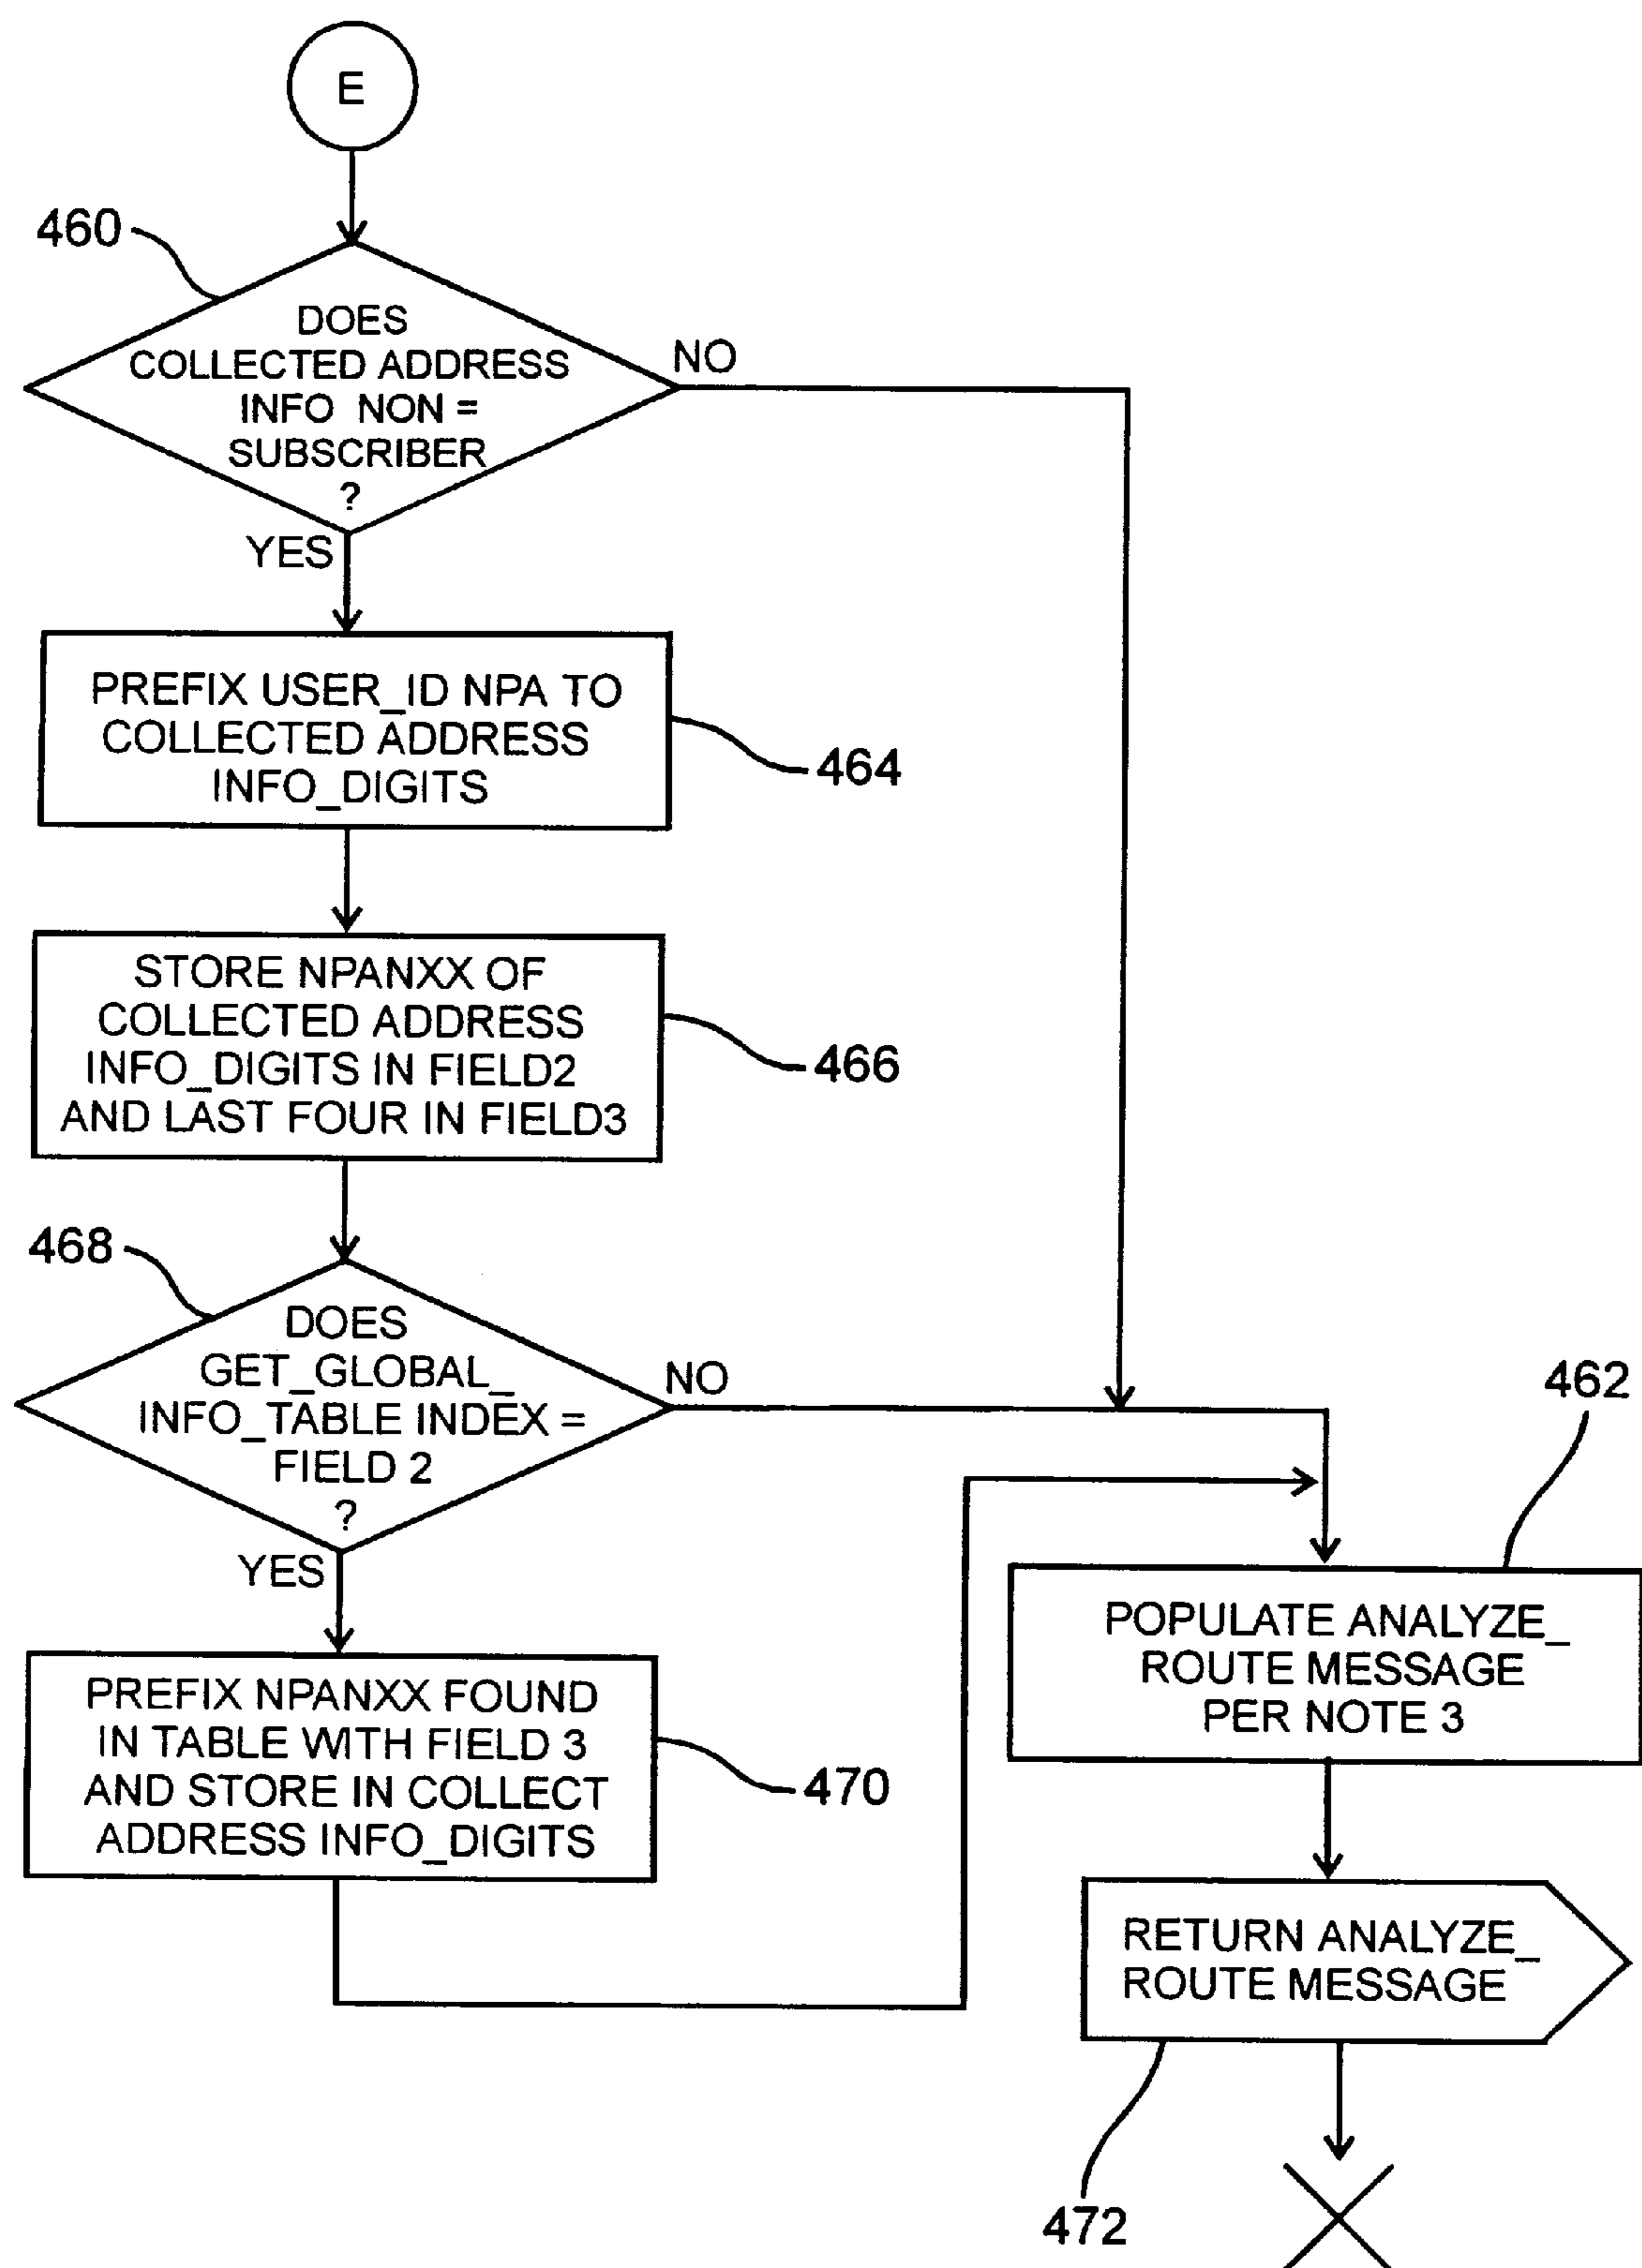 E
460
DOES
COLLECTED ADDRESS
INFO NON =
SUBSCRIBER
?
NO
YES
PREFIX USER_ID NPA TO
COLLECTED ADDRESS
INFO_DIGITS
464
STORE NPANXX OF
COLLECTED ADDRESS
INFO_DIGITS IN FIELD2
AND LAST FOUR IN FIELD3
466
468
DOES
GET_GLOBAL_
INFO_TABLE INDEX =
FIELD 2
?
NO
YES
PREFIX NPANXX FOUND
IN TABLE WITH FIELD 3
AND STORE IN COLLECT
ADDRESS INFO_DIGITS
470
462
POPULATE ANALYZE_
ROUTE MESSAGE
PER NOTE 3
RETURN ANALYZE_
ROUTE MESSAGE
472